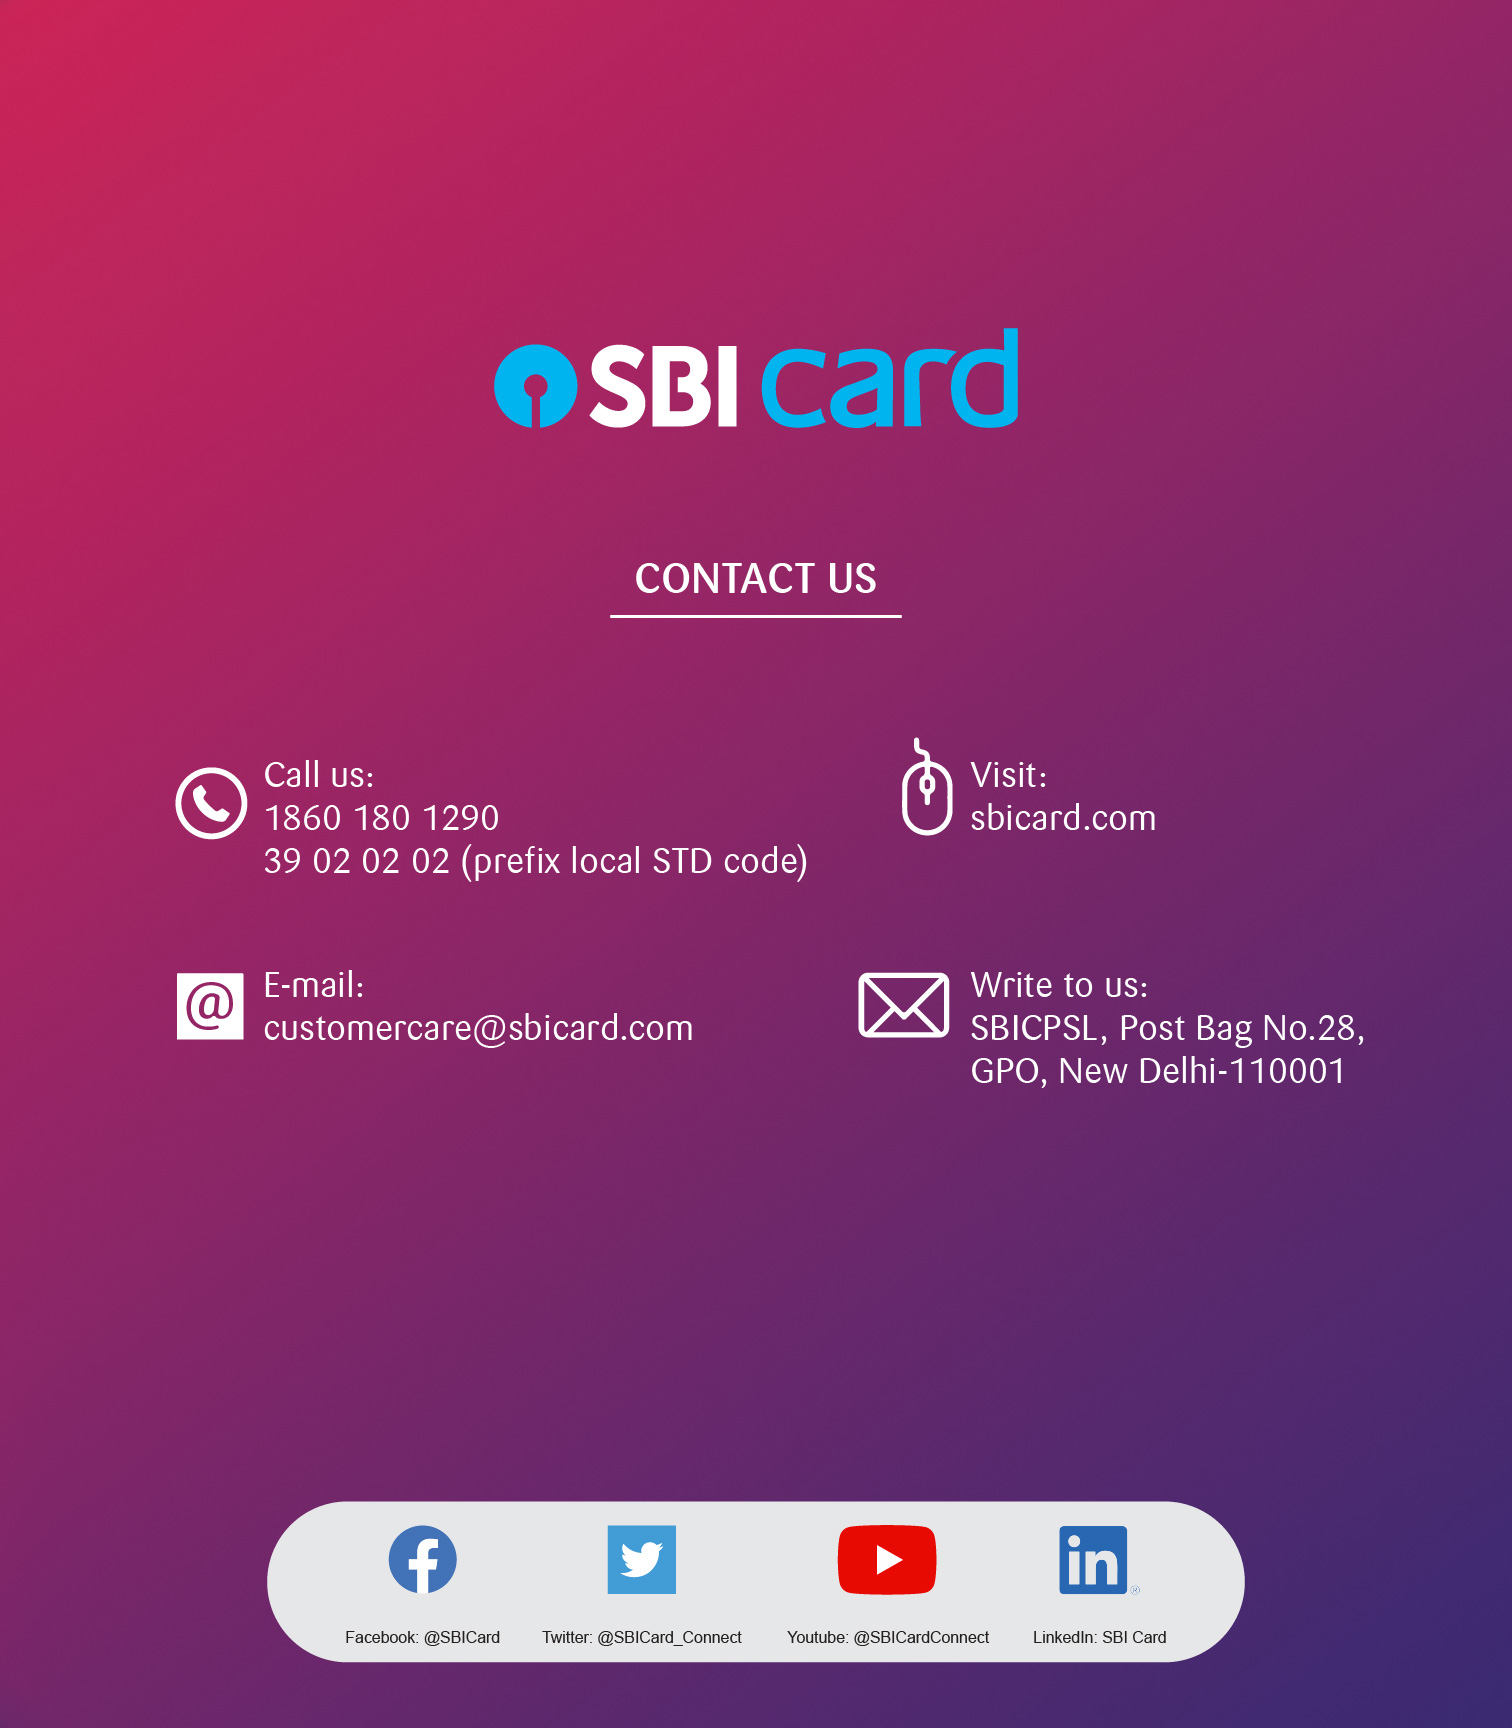 SBI card
CONTACT US
Call us:
1860 180 1290
39 02 02 02 (prefix local STD code)
Visit:
sbicard.com
@
E-mail:
customercare@sbicard.com
Write to us:
SBICPSL, Post Bag No.28,
GPO, New Delhi-110001
f
in®
Facebook: @SBICard
Twitter: @SBICard_Connect
Youtube: @SBICardConnect
LinkedIn: SBI Card